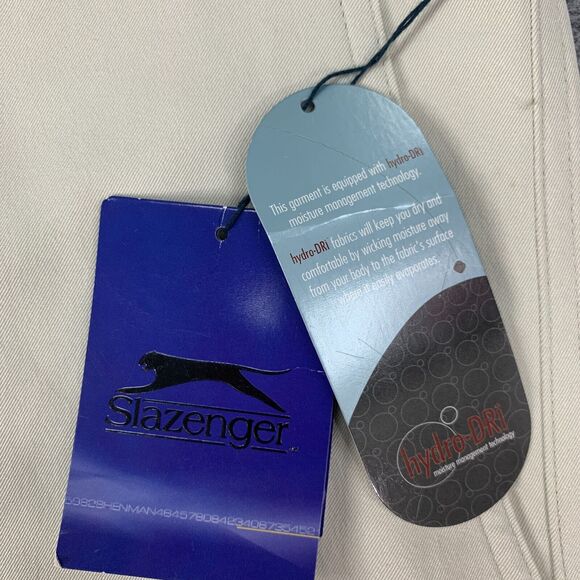 This garment is equipped with hydro-DRi
moisture management technology.
hydro-DRi fabrics will keep you dry and
comfortable by wicking moisture away
from your body to the fabric's surface
where it easily evaporates.
hydro-DRi
moisture management technology
Slazenger